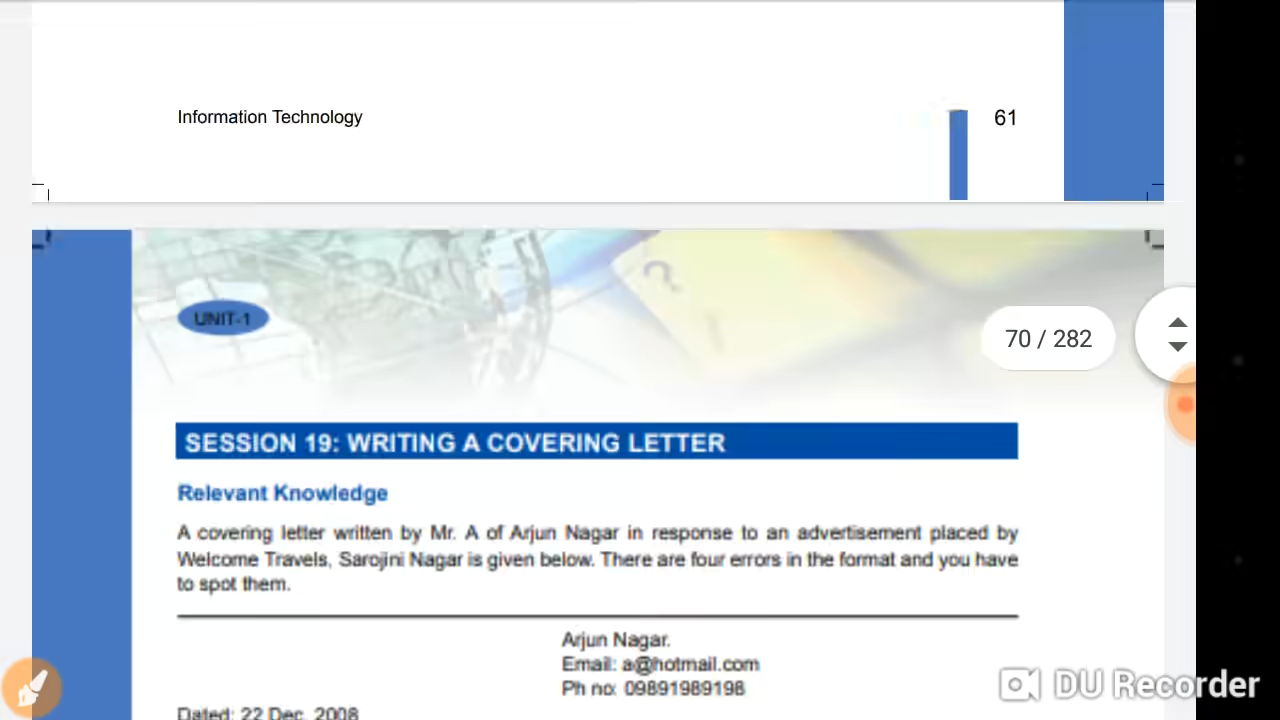 Information Technology
61
UNIT-1
70 / 282
SESSION 19: WRITING A COVERING LETTER
Relevant Knowledge
A covering letter written by Mr. A of Arjun Nagar in response to an advertisement placed by
Welcome Travels, Sarojini Nagar is given below. There are four errors in the format and you have
to spot them.
Arjun Nagar.
Email: a@hotmail.com
Ph no: 09891989198
Dated: 22 Dec, 2008
DU Recorder